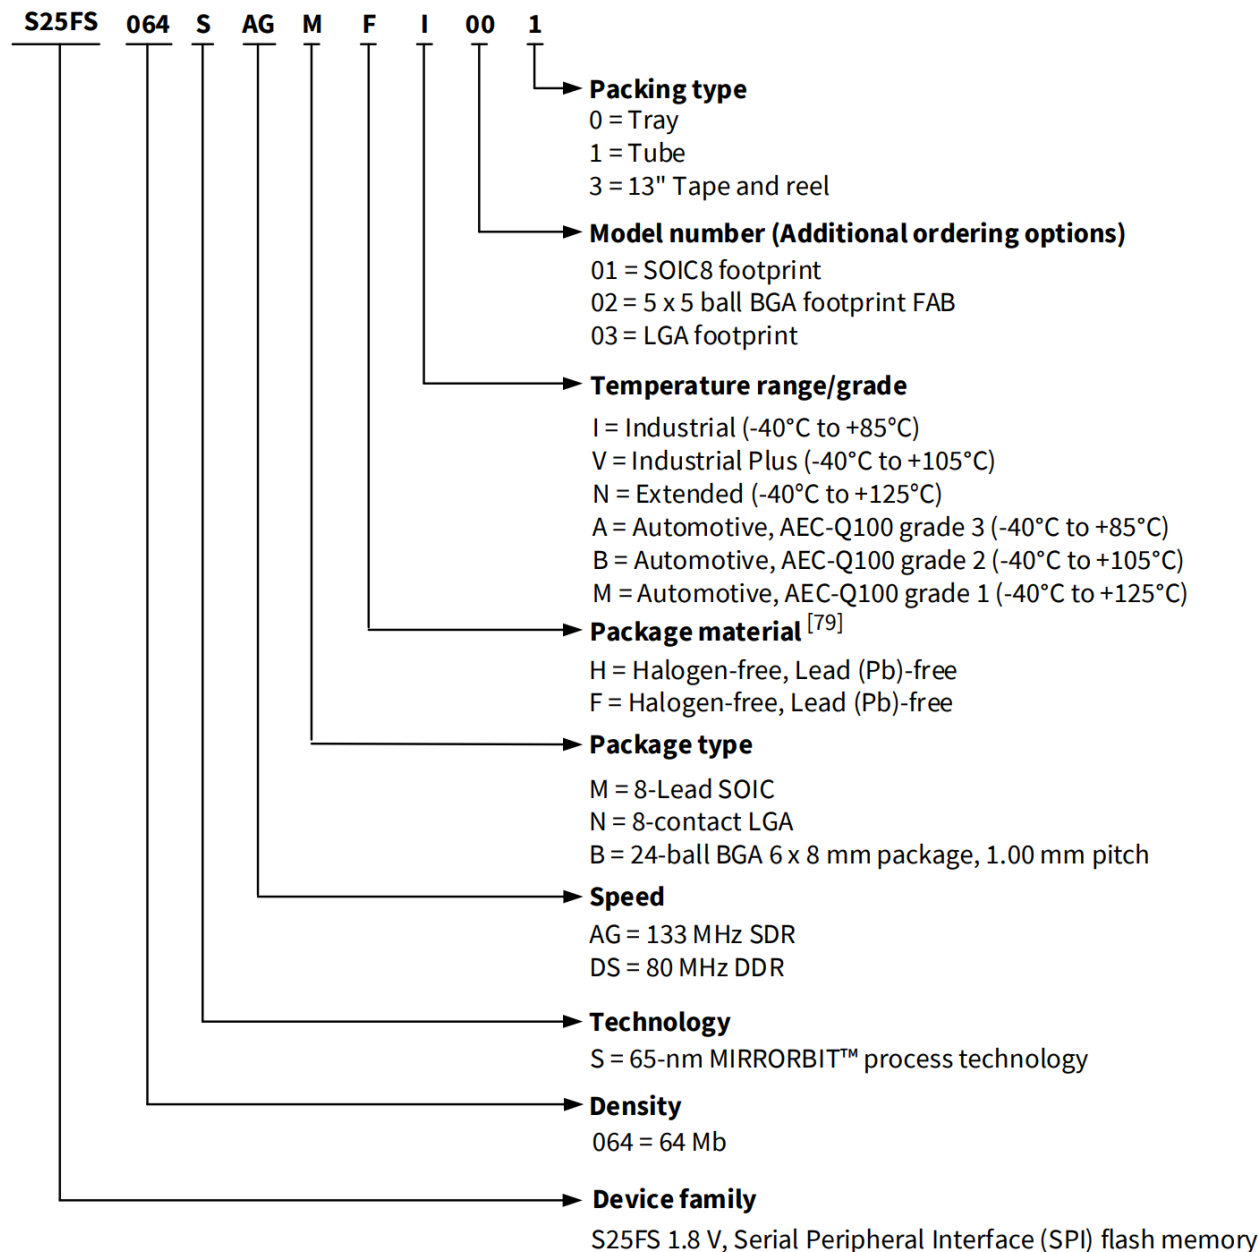 S25FS 064 S AG M F I 00 1
Packing type
0 = Tray
1 = Tube
3 = 13" Tape and reel
Model number (Additional ordering options)
01 = SOIC8 footprint
02 = 5 x 5 ball BGA footprint FAB
03 = LGA footprint
Temperature range/grade
I = Industrial (-40°C to +85°C)
V = Industrial Plus (-40°C to +105°C)
N = Extended (-40°C to +125°C)
A = Automotive, AEC-Q100 grade 3 (-40°C to +85°C)
B = Automotive, AEC-Q100 grade 2 (-40°C to +105°C)
M = Automotive, AEC-Q100 grade 1 (-40°C to +125°C)
Package material [79]
H = Halogen-free, Lead (Pb)-free
F = Halogen-free, Lead (Pb)-free
Package type
M = 8-Lead SOIC
N = 8-contact LGA
B = 24-ball BGA 6 x 8 mm package, 1.00 mm pitch
Speed
AG = 133 MHz SDR
DS = 80 MHz DDR
Technology
S = 65-nm MIRRORBIT™ process technology
Density
064 = 64 Mb
Device family
S25FS 1.8 V, Serial Peripheral Interface (SPI) flash memory